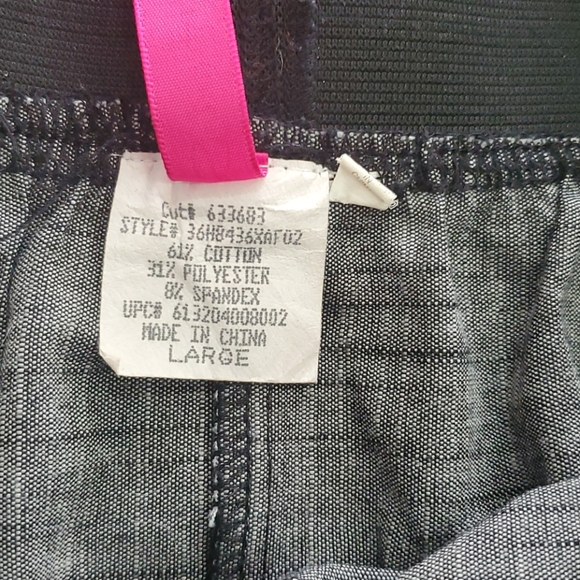 Cut# 633683
STYLE# 36H8436XAF02
61% COTTON
31% POLYESTER
8% SPANDEX
UPC# 613204008002
MADE IN CHINA
LARGE